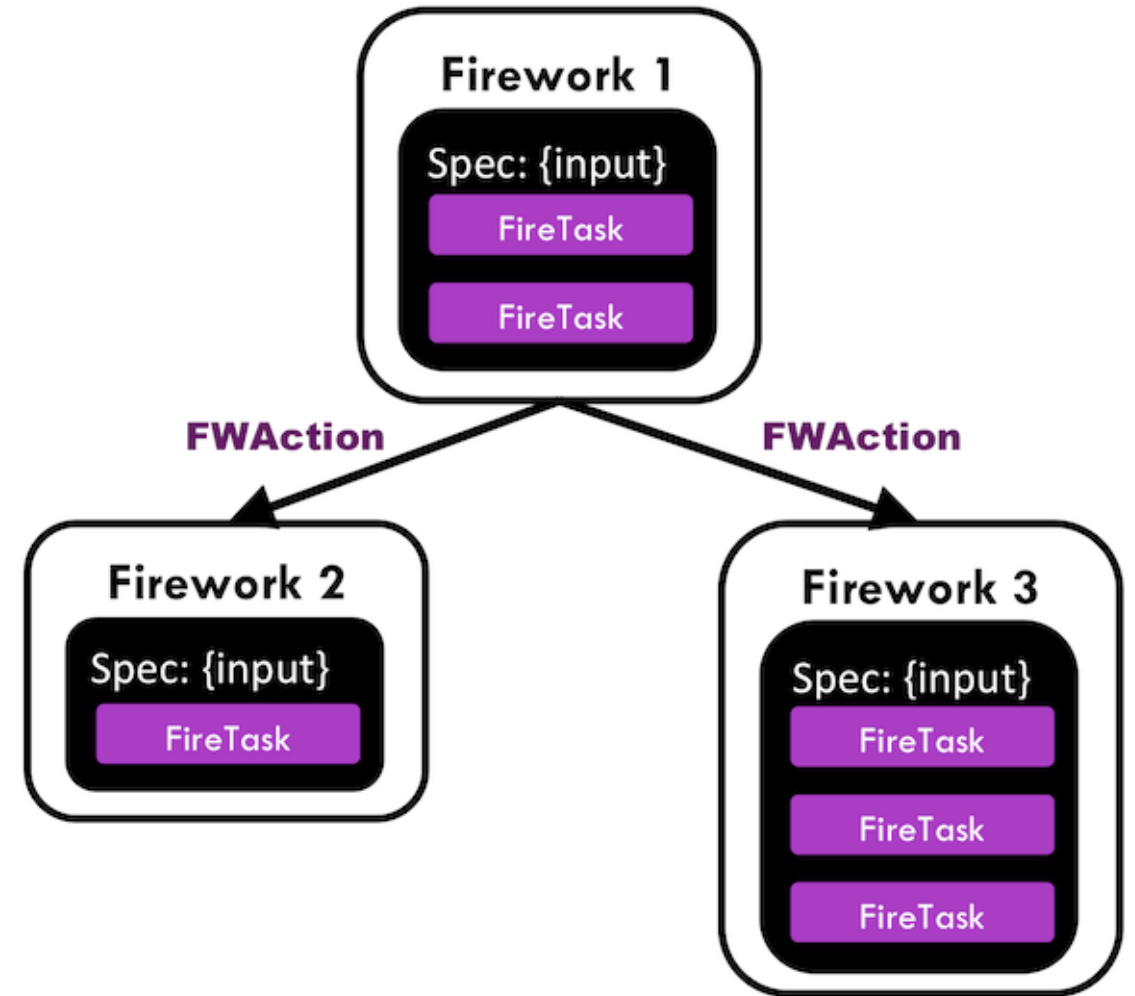 Firework 1
Spec: {input}
FireTask
FireTask
FWAction
FWAction
Firework 2
Spec: {input}
FireTask
Firework 3
Spec: {input}
FireTask
FireTask
FireTask